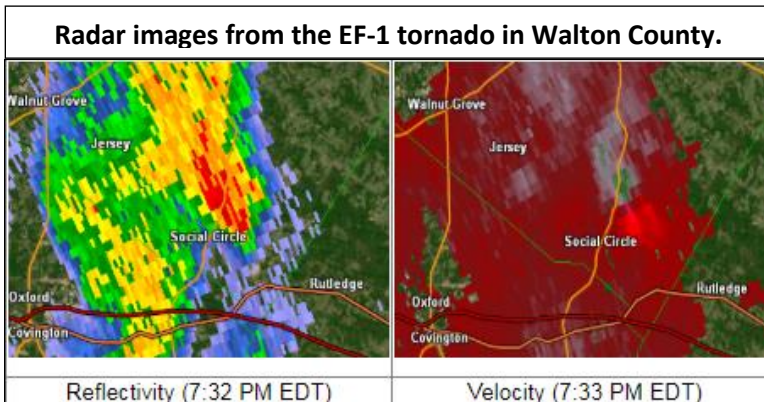 Radar images from the EF-1 tornado in Walton County.
Walnut Grove
Jersey
Social Circle
Rutledge
Oxford
Covington
Walnut Grove
Jersey
Social Circle
Rutledge
Oxford
Covington
Reflectivity (7:32 PM EDT)
Velocity (7:33 PM EDT)